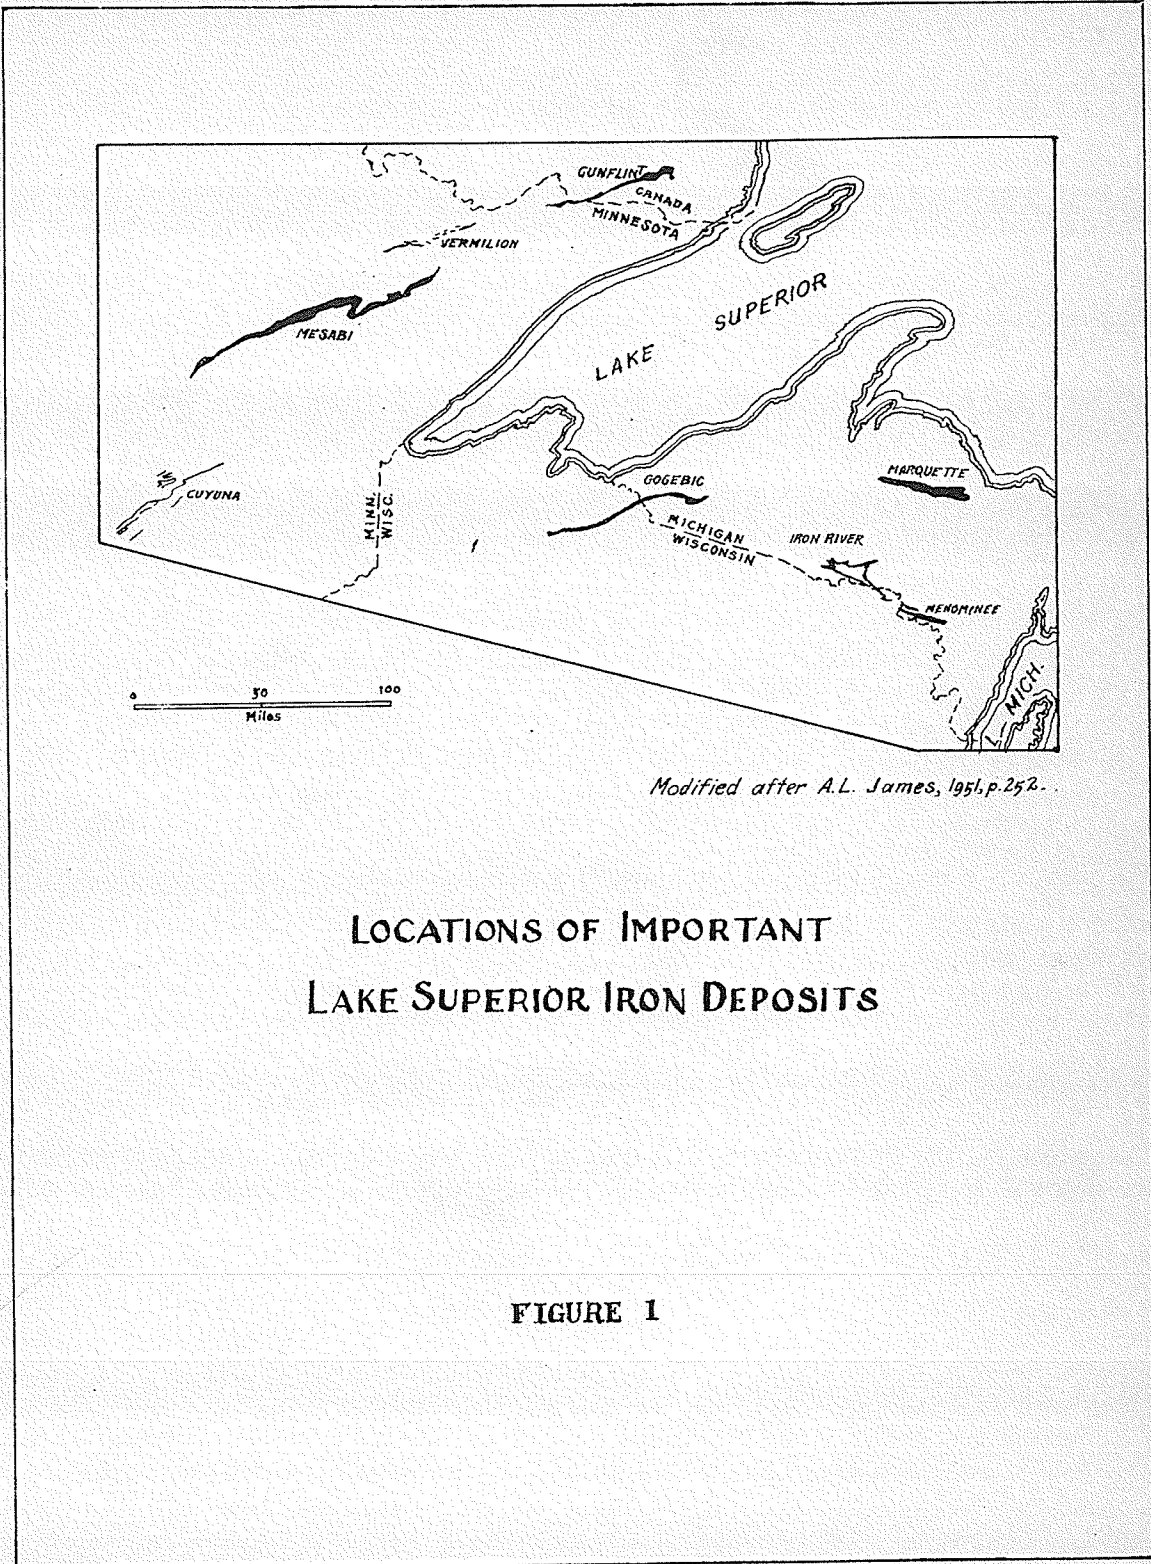 GUNFLINT
CANADA
MINNESOTA
VERMILION
MESABI
LAKE SUPERIOR
CUYUNA
MINN.
WISC.
GOGEBIC
MARQUETTE
MICHIGAN
WISCONSIN
IRON RIVER
MENOMINEE
L. MICH.
0 50 100
Miles
Modified after A.L. James, 1951, p.252.
LOCATIONS OF IMPORTANT
LAKE SUPERIOR IRON DEPOSITS
FIGURE 1